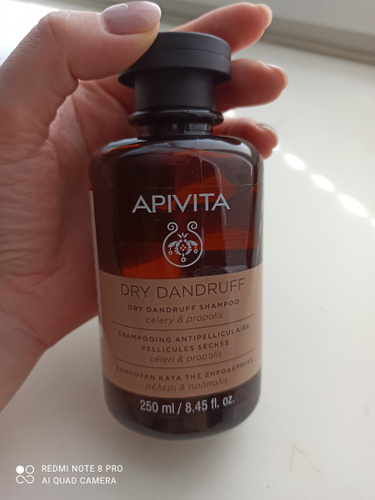 APIVITA
DRY DANDRUFF
DRY DANDRUFF SHAMPOO
celery & propolis
SHAMPOOING ANTIPELLICULAIRE
PELLICULES SÈCHES
céleri & propolis
ΣΑΜΠΟΥΑΝ ΚΑΤΑ ΤΗΣ ΞΗΡΟΔΕΡΜΙΑΣ
σέλερι & πρόπολη
250 ml / 8.45 fl. oz.
REDMI NOTE 8 PRO
AI QUAD CAMERA